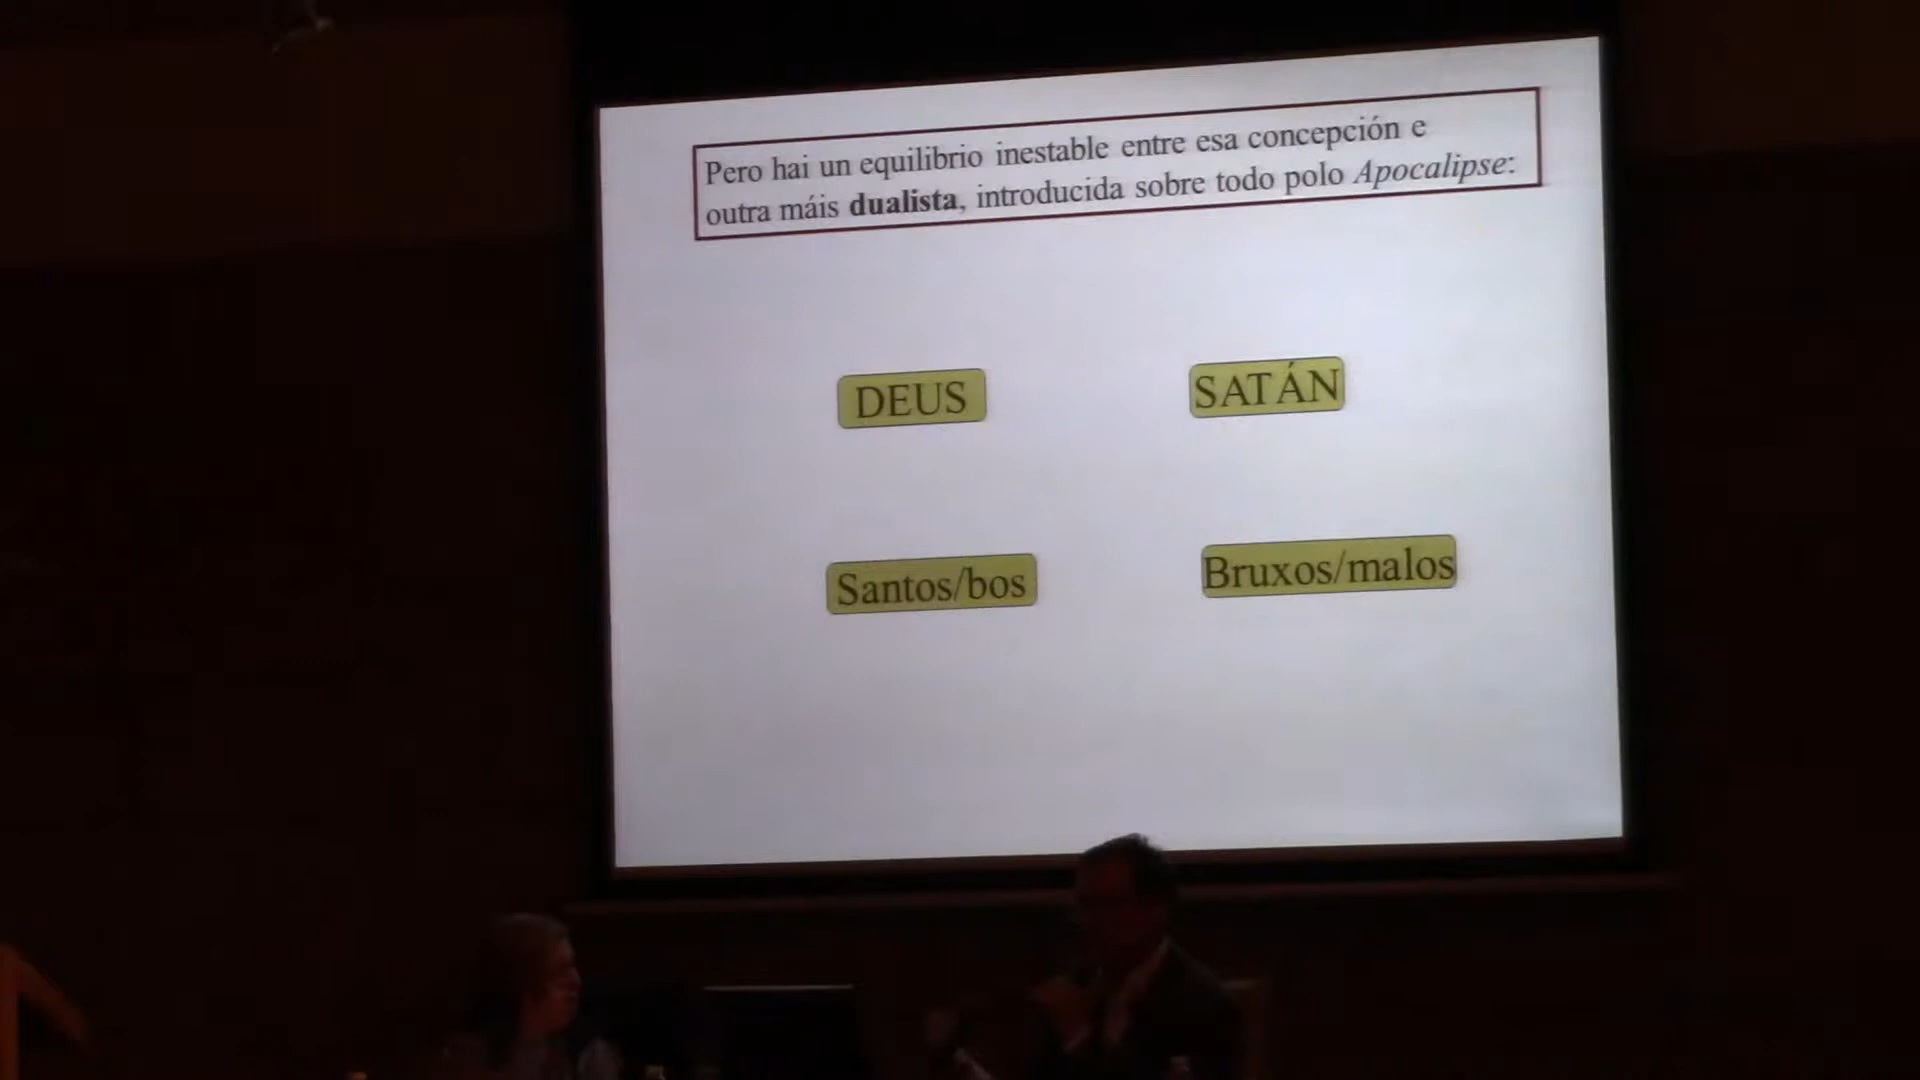 Pero hai un equilibrio inestable entre esa concepción e
outra máis dualista, introducida sobre todo polo Apocalipse:
DEUS
SATÁN
Santos/bos
Bruxos/malos